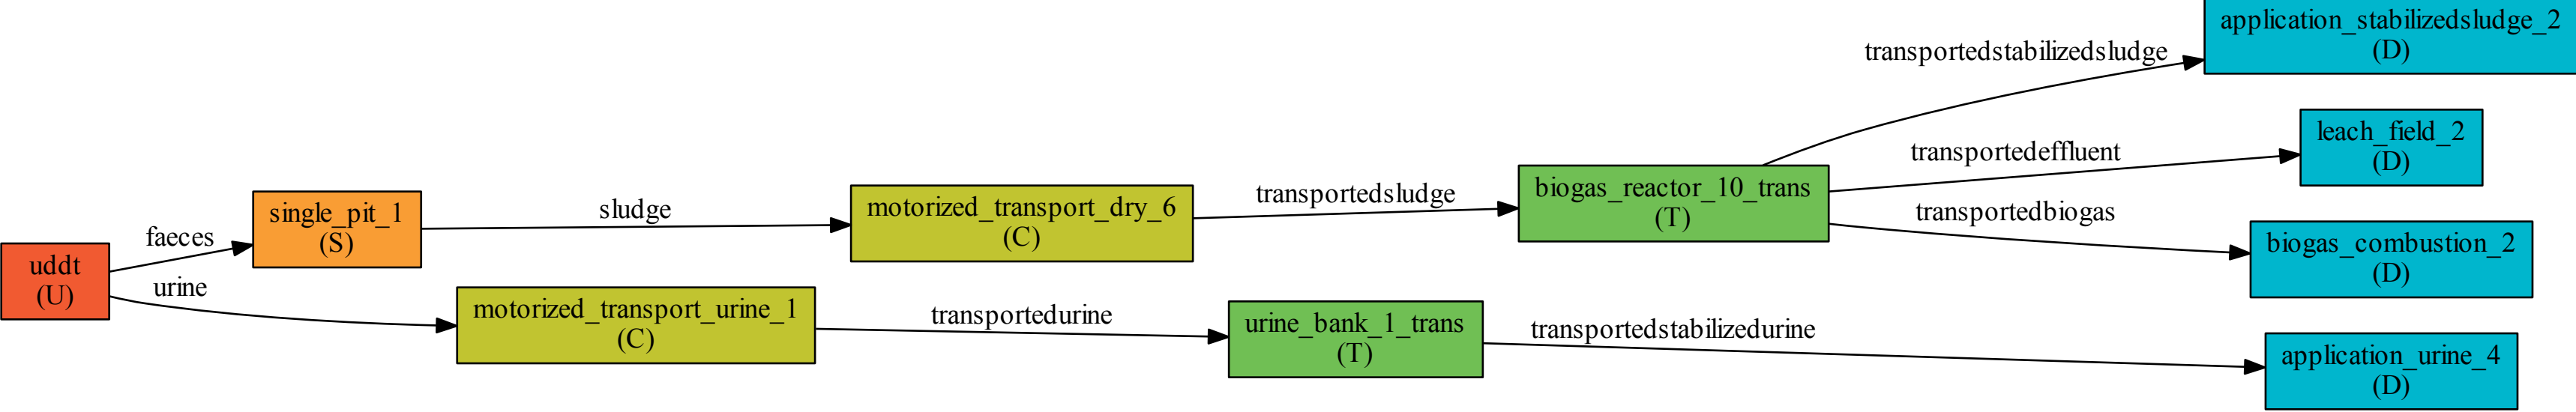 uddt
(U)
faeces
urine
single_pit_1
(S)
sludge
motorized_transport_urine_1
(C)
motorized_transport_dry_6
(C)
transportedurine
transportedsludge
urine_bank_1_trans
(T)
biogas_reactor_10_trans
(T)
transportedstabilizedsludge
transportedeffluent
transportedbiogas
transportedstabilizedurine
application_stabilizedsludge_2
(D)
leach_field_2
(D)
biogas_combustion_2
(D)
application_urine_4
(D)